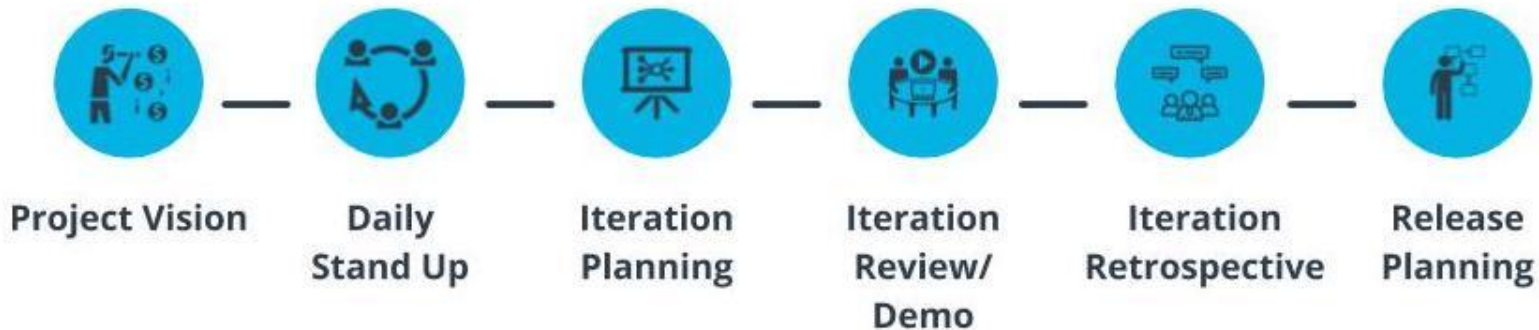 Project Vision
Daily
Stand Up
Iteration
Planning
Iteration
Review/
Demo
Iteration
Retrospective
Release
Planning